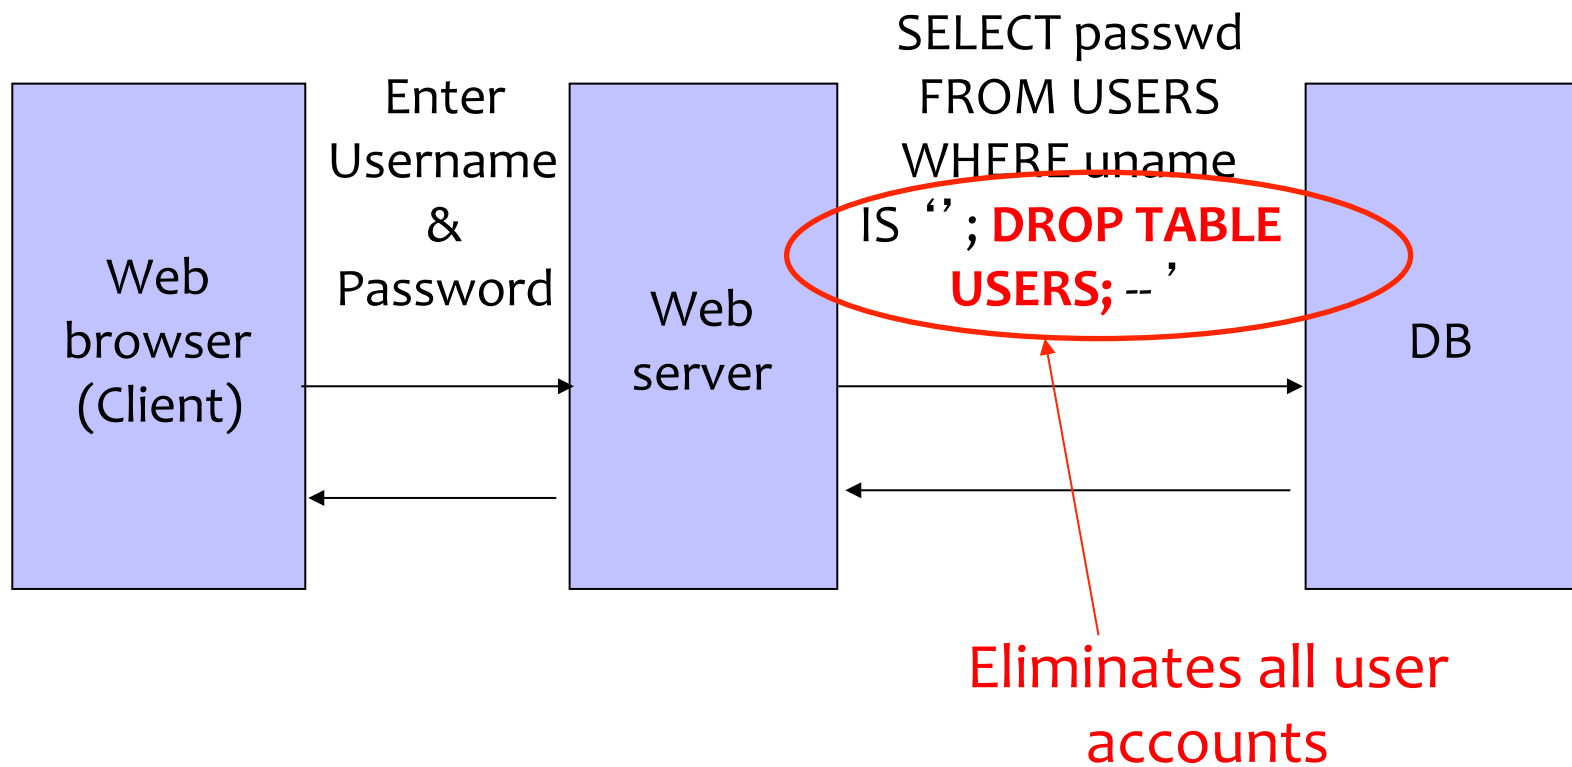 Web
browser
(Client)
Enter
Username
&
Password
Web
server
SELECT passwd
FROM USERS
WHERE uname
IS ‘’ ; DROP TABLE
USERS; -- ’
DB
Eliminates all user
accounts